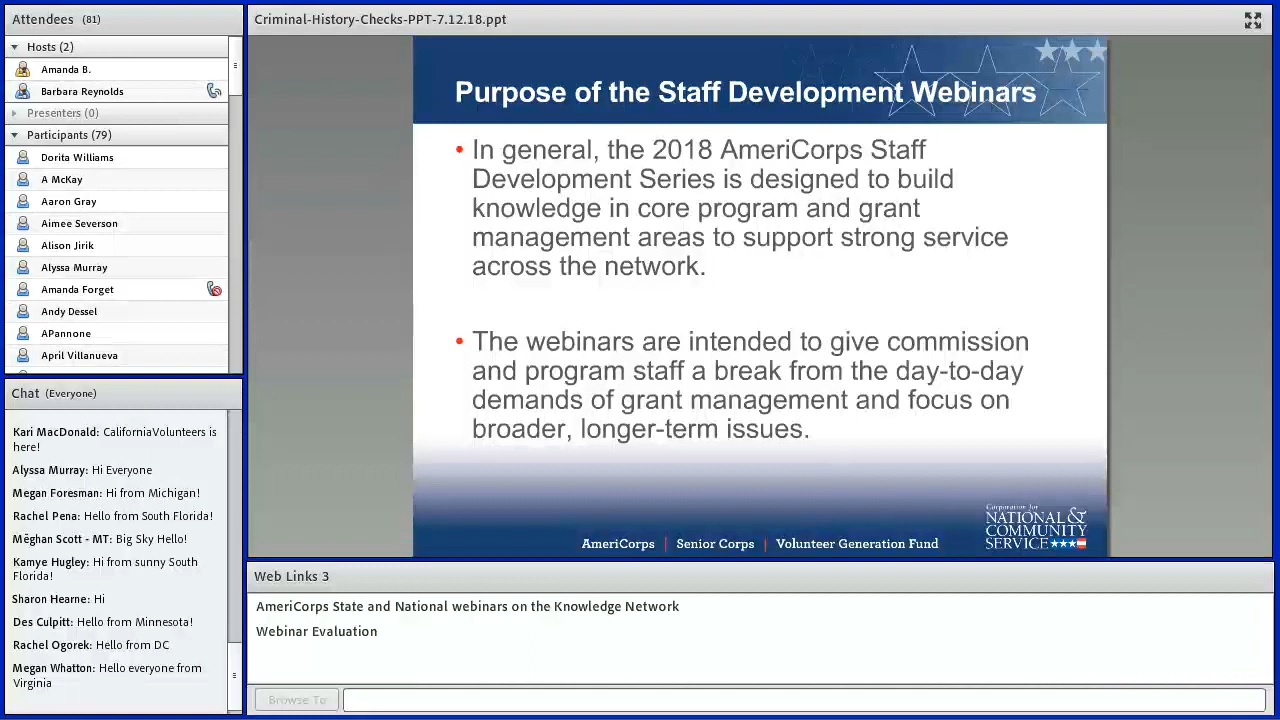 Attendees (81)
Hosts (2)
Amanda B.
Barbara Reynolds
Presenters (0)
Participants (79)
Dorita Williams
A McKay
Aaron Gray
Aimee Severson
Alison Jirik
Alyssa Murray
Amanda Forget
Andy Dessel
APannone
April Villanueva
Chat (Everyone)
Kari MacDonald: CaliforniaVolunteers is
here!
Alyssa Murray: Hi Everyone
Megan Foresman: Hi from Michigan!
Rachel Pena: Hello from South Florida!
Meghan Scott - MT: Big Sky Hello!
Kamye Hugley: Hi from sunny South
Florida!
Sharon Hearne: Hi
Des Culpitt: Hello from Minnesota!
Rachel Ogorek: Hello from DC
Megan Whatton: Hello everyone from
Virginia
Criminal-History-Checks-PPT-7.12.18.ppt
Purpose of the Staff Development Webinars
• In general, the 2018 AmeriCorps Staff
Development Series is designed to build
knowledge in core program and grant
management areas to support strong service
across the network.
• The webinars are intended to give commission
and program staff a break from the day-to-day
demands of grant management and focus on
broader, longer-term issues.
AmeriCorps | Senior Corps | Volunteer Generation Fund
Corporation for
NATIONAL &
COMMUNITY
SERVICE
Web Links 3
AmeriCorps State and National webinars on the Knowledge Network
Webinar Evaluation
Browse To